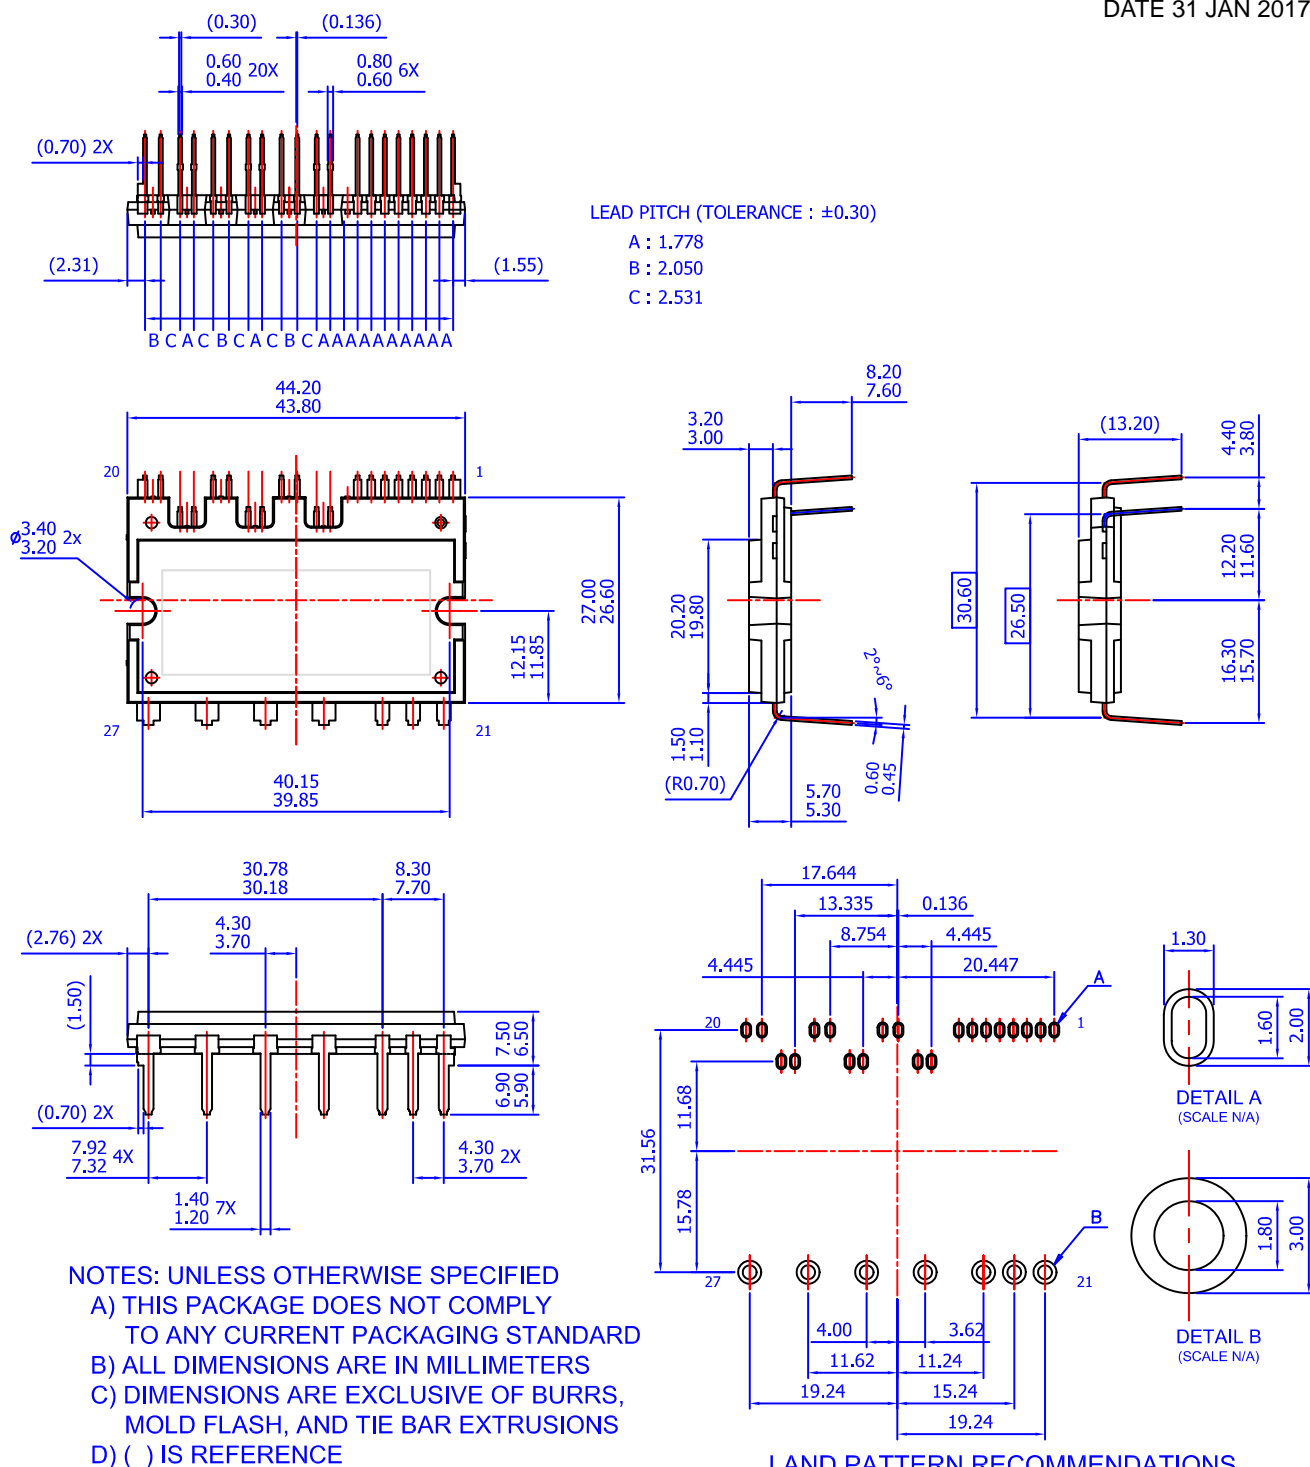 DATE 31 JAN 2017
(0.30)
(0.136)
0.60
0.40 20X
0.80
0.60 6X
(0.70) 2X
LEAD PITCH (TOLERANCE : ±0.30)
A : 1.778
B : 2.050
C : 2.531
(2.31)
(1.55)
B C A C B C A C B C A A A A A A A A A A
44.20
43.80
20
1
ø3.40
3.20 2x
27.00
26.60
12.15
11.85
27
21
40.15
39.85
8.20
7.60
3.20
3.00
20.20
19.80
2°~6°
1.50
1.10
(R0.70)
0.60
0.45
5.70
5.30
(13.20)
4.40
3.80
30.60
26.50
12.20
11.60
16.30
15.70
30.78
30.18
8.30
7.70
4.30
3.70
(2.76) 2X
(1.50)
7.50
6.50
6.90
5.90
(0.70) 2X
7.92
7.32 4X
4.30
3.70 2X
1.40
1.20 7X
17.644
13.335
0.136
8.754
4.445
4.445
20.447
A
20
1
11.68
31.56
15.78
B
27
21
4.00
3.62
11.62
11.24
19.24
15.24
19.24
1.30
1.60
2.00
DETAIL A
(SCALE N/A)
1.80
3.00
DETAIL B
(SCALE N/A)
NOTES: UNLESS OTHERWISE SPECIFIED
A) THIS PACKAGE DOES NOT COMPLY
TO ANY CURRENT PACKAGING STANDARD
B) ALL DIMENSIONS ARE IN MILLIMETERS
C) DIMENSIONS ARE EXCLUSIVE OF BURRS,
MOLD FLASH, AND TIE BAR EXTRUSIONS
D) ( ) IS REFERENCE
LAND PATTERN RECOMMENDATIONS